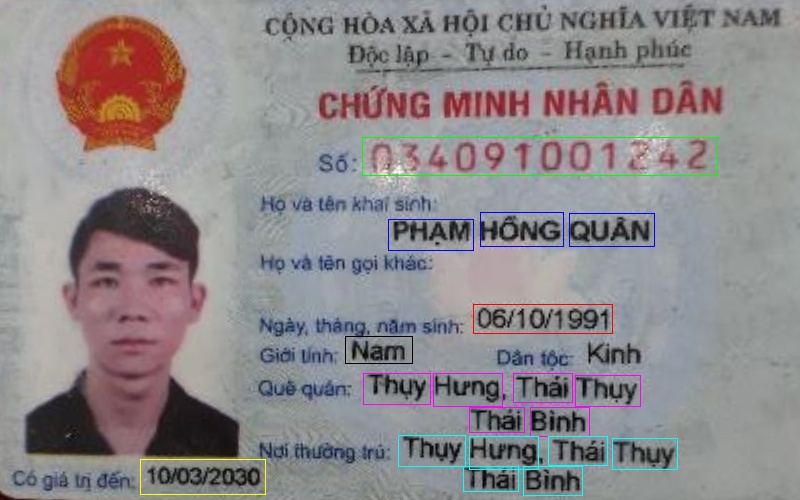 CỘNG HÒA XÃ HỘI CHỦ NGHĨA VIỆT NAM
Độc lập - Tự do - Hạnh phúc
CHỨNG MINH NHÂN DÂN
Số: 034091001242
Họ và tên khai sinh:
PHẠM HỒNG QUÂN
Họ và tên gọi khác:
Ngày, tháng, năm sinh: 06/10/1991
Giới tính: Nam Dân tộc: Kinh
Quê quán: Thụy Hưng, Thái Thụy
Thái Bình
Nơi thường trú: Thụy Hưng, Thái Thụy
Thái Bình
Có giá trị đến: 10/03/2030